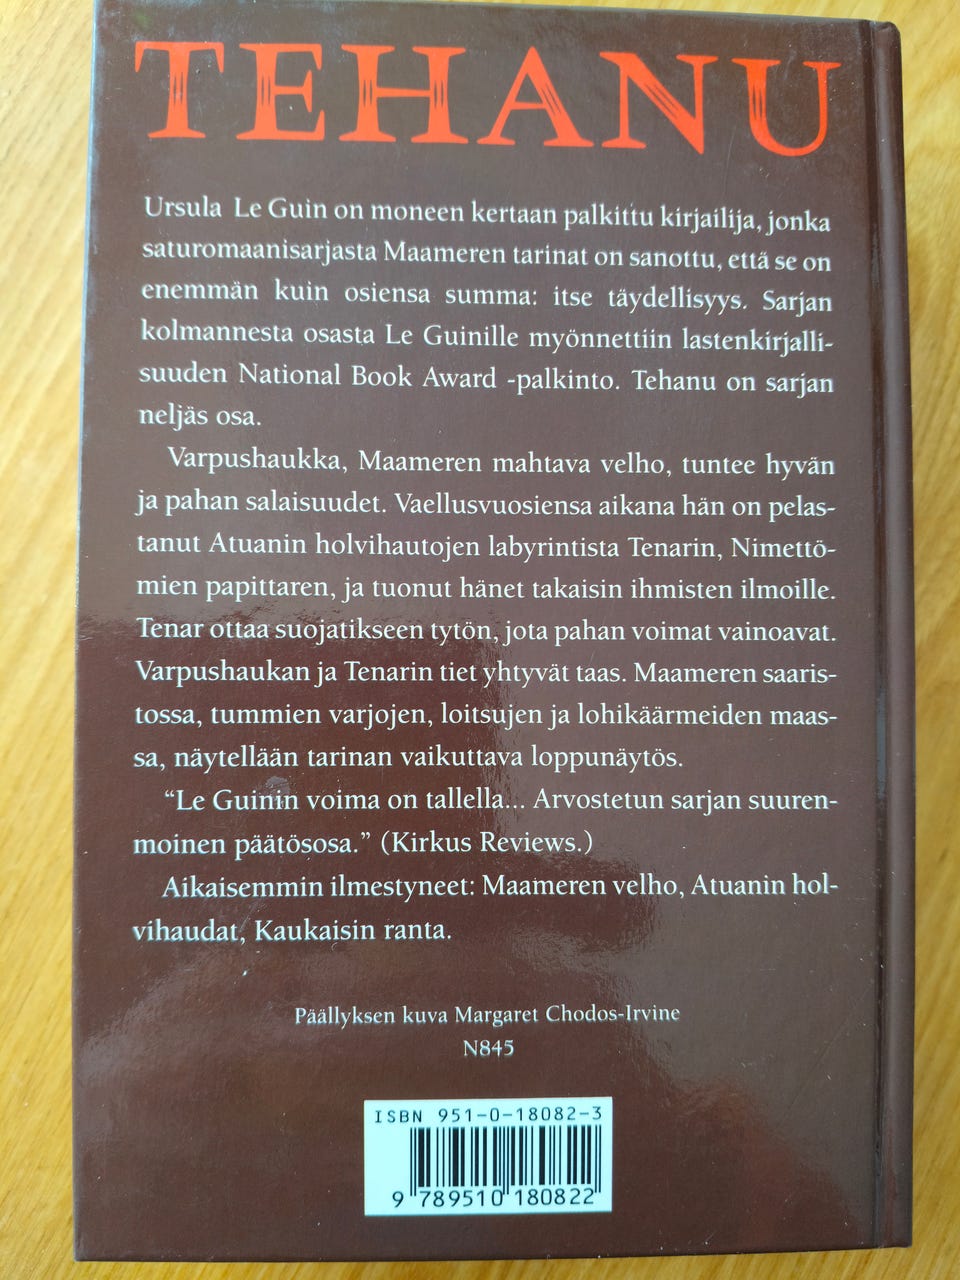 TEHANU
Ursula Le Guin on moneen kertaan palkittu kirjailija, jonka
saturomaanisarjasta Maameren tarinat on sanottu, että se on
enemmän kuin osiensa summa: itse täydellisyys. Sarjan
kolmannesta osasta Le Guinille myönnettiin lastenkirjalli-
suuden National Book Award -palkinto. Tehanu on sarjan
neljäs osa.
Varpushaukka, Maameren mahtava velho, tuntee hyvän
ja pahan salaisuudet. Vaellusvuosiensa aikana hän on pelas-
tanut Atuanin holvihautojen labyrintista Tenarin, Nimettö-
mien papittaren, ja tuonut hänet takaisin ihmisten ilmoille.
Tenar ottaa suojatikseen tytön, jota pahan voimat vainoavat.
Varpushaukan ja Tenarin tiet yhtyvät taas. Maameren saaris-
tossa, tummien varjojen, loitsujen ja lohikäärmeiden maas-
sa, näytellään tarinan vaikuttava loppunäytös.
“Le Guinin voima on tallella... Arvostetun sarjan suuren-
moinen päätösosa.” (Kirkus Reviews.)
Aikaisemmin ilmestyneet: Maameren velho, Atuanin hol-
vihaudat, Kaukaisin ranta.
Päällyksen kuva Margaret Chodos-Irvine
N845
ISBN 951-0-18082-3
9 789510 180822